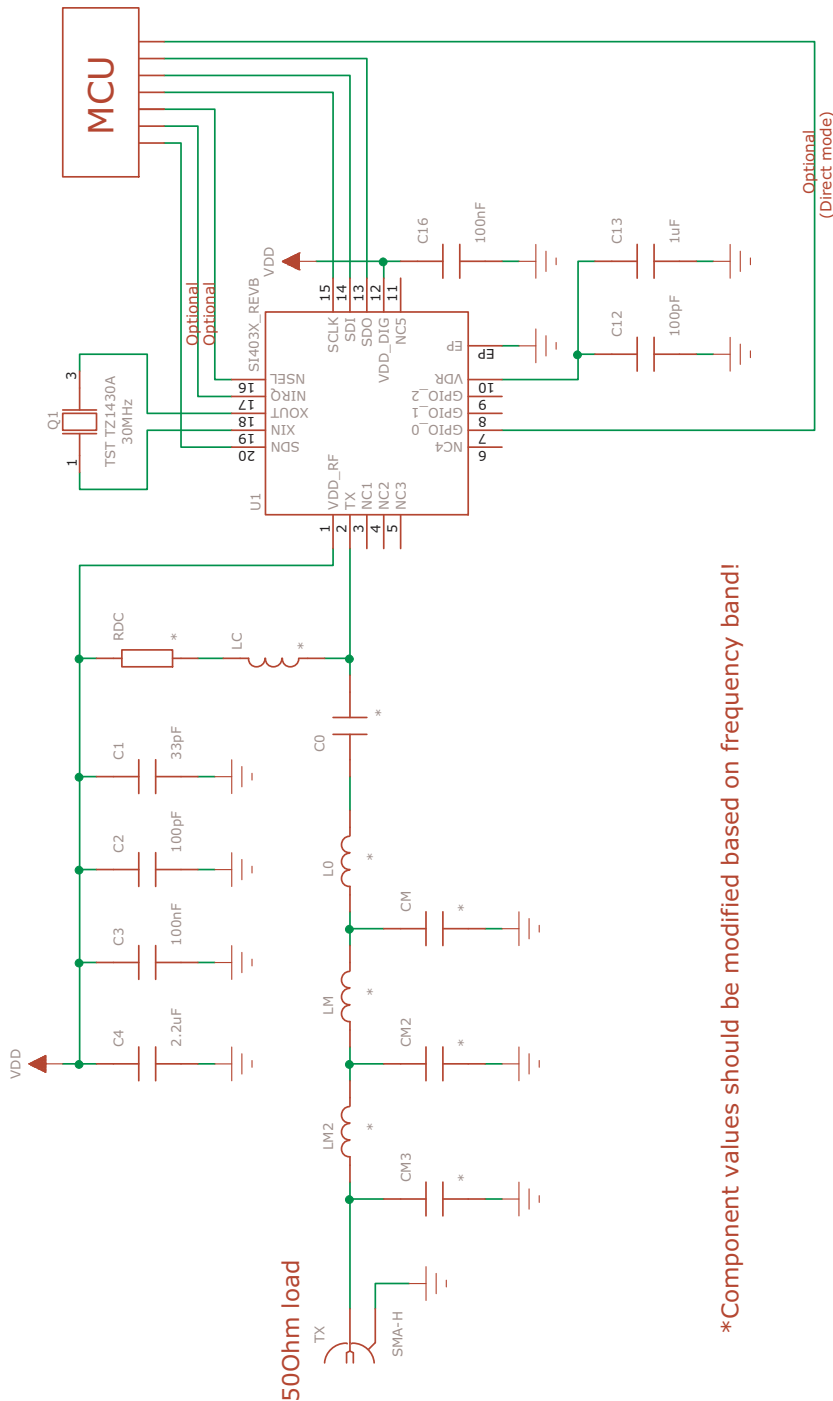 MCU
Optional
(Direct mode)
Optional
Optional
Q1
1
3
TST TZ1430A
30MHz
VDD
C16
100nF
C13
1uF
C12
100pF
SI403X_REVB
U1
15
14
13
12
11
SCLK
SDI
SDO
VDD_DIG
NC5
NSEL
NIRQ
XOUT
XIN
SDN
16
17
18
19
20
EP
EP
VDR
GPIO_2
GPIO_1
GPIO_0
NC4
10
9
8
7
6
VDD_RF
TX
NC1
NC2
NC3
1
2
3
4
5
RDC
*
LC
*
C0
*
C1
33pF
C2
100pF
C3
100nF
C4
2.2uF
VDD
L0
*
CM
*
LM
*
CM2
*
LM2
*
CM3
*
50Ohm load
TX
SMA-H
*Component values should be modified based on frequency band!